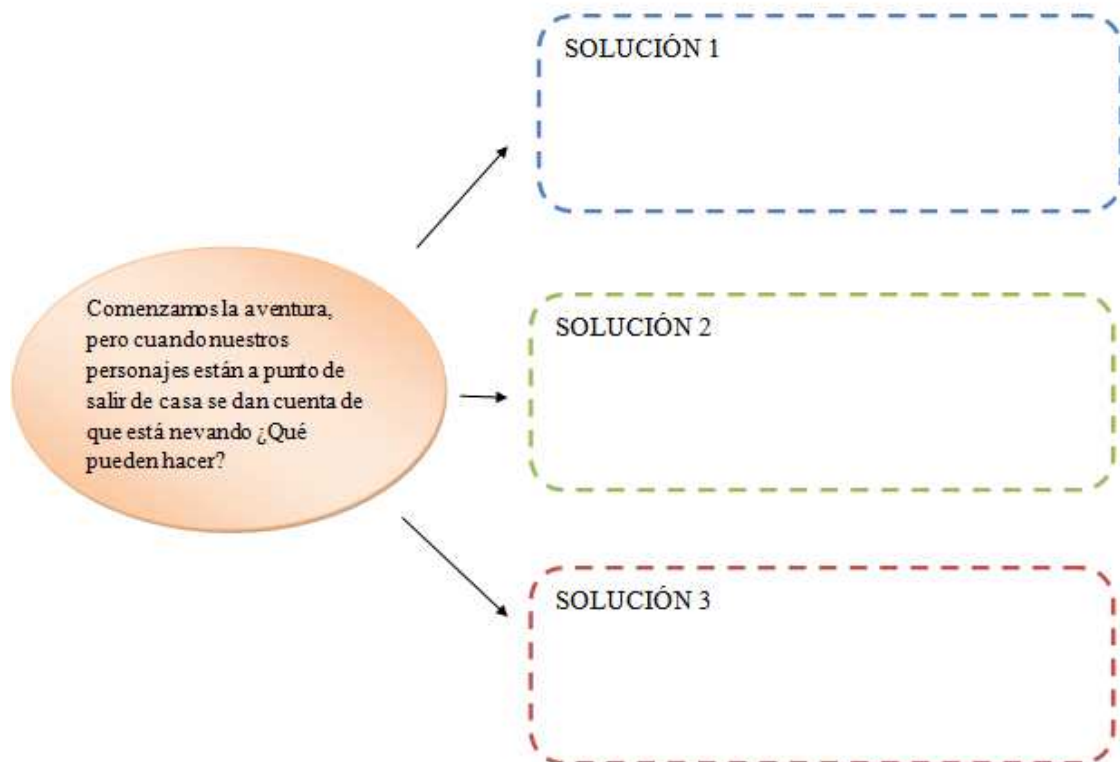 SOLUCIÓN 1
Comenzamos la aventura,
pero cuando nuestros
personajes están a punto de
salir de casa se dan cuenta de
que está nevando ¿Qué
pueden hacer?
SOLUCIÓN 2
SOLUCIÓN 3